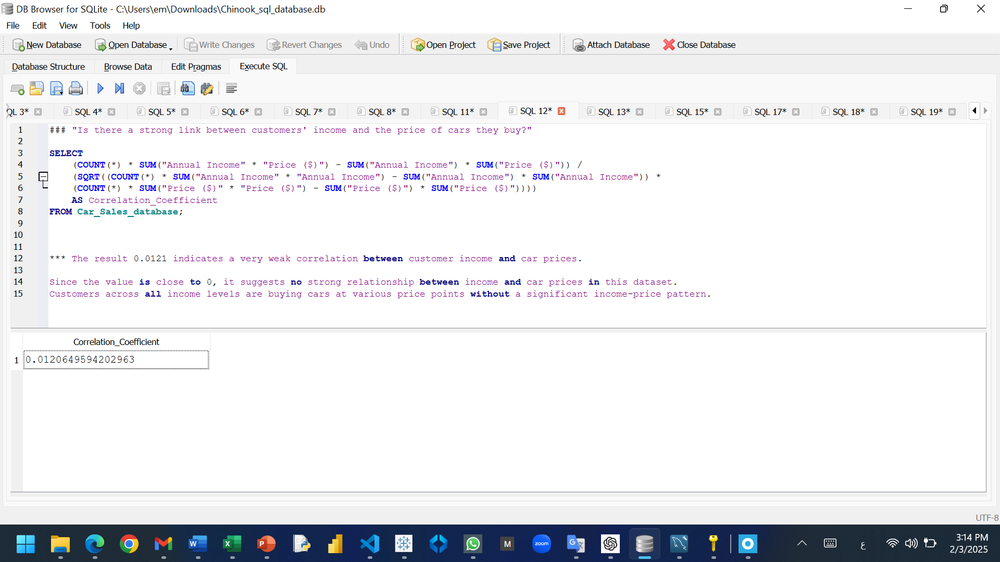 DB Browser for SQLite - C:\Users\em\Downloads\Chinook_sql_database.db
File Edit View Tools Help
New Database Open Database Write Changes Revert Changes Undo Open Project Save Project Attach Database Close Database
Database Structure Browse Data Edit Pragmas Execute SQL
QL 3* SQL 4* SQL 5* SQL 6* SQL 7* SQL 8* SQL 11* SQL 12* SQL 13* SQL 15* SQL 17* SQL 18* SQL 19*
1 ### "Is there a strong link between customers' income and the price of cars they buy?"
2
3 SELECT
4 (COUNT(*) * SUM("Annual Income" * "Price ($)") - SUM("Annual Income") * SUM("Price ($)")) /
5 (SQRT((COUNT(*) * SUM("Annual Income" * "Annual Income") - SUM("Annual Income") * SUM("Annual Income")) *
6 (COUNT(*) * SUM("Price ($)" * "Price ($)") - SUM("Price ($)") * SUM("Price ($)"))))
7 AS Correlation_Coefficient
8 FROM Car_Sales_database;
9
10
11
12 *** The result 0.0121 indicates a very weak correlation between customer income and car prices.
13
14 Since the value is close to 0, it suggests no strong relationship between income and car prices in this dataset.
15 Customers across all income levels are buying cars at various price points without a significant income-price pattern.
Correlation_Coefficient
1 0.0120649594202963
UTF-8
W X P M zoom G 文 ع 3:14 PM
2/3/2025